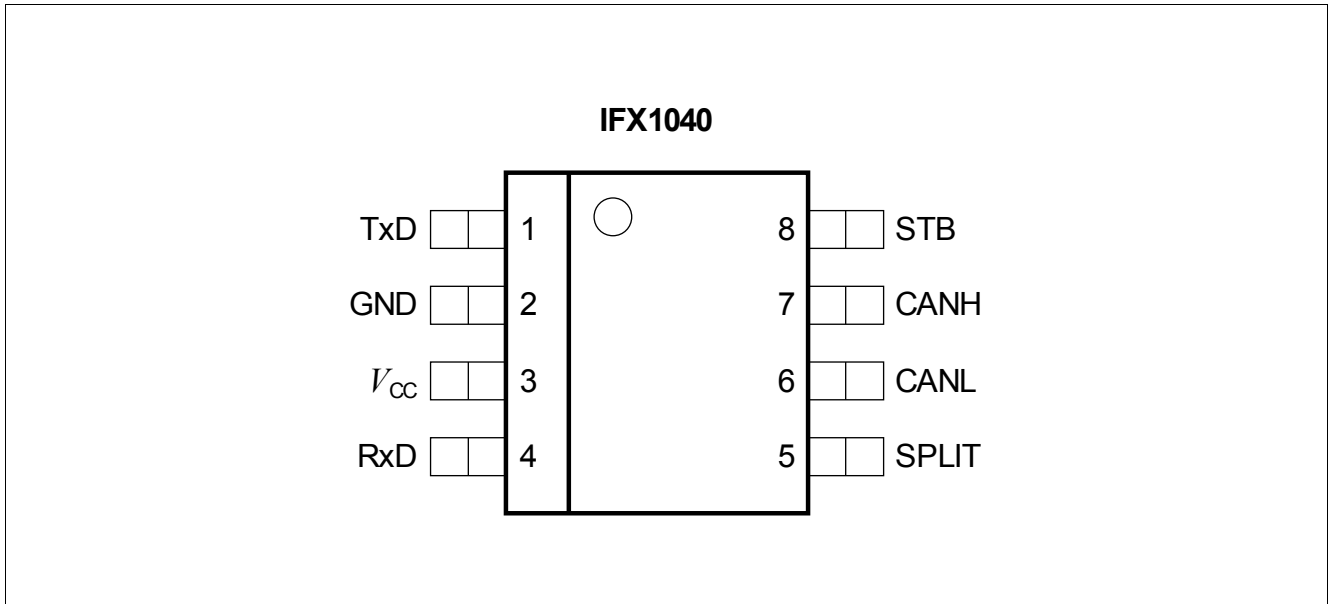 IFX1040
TxD 1 8 STB
GND 2 7 CANH
VCC 3 6 CANL
RxD 4 5 SPLIT